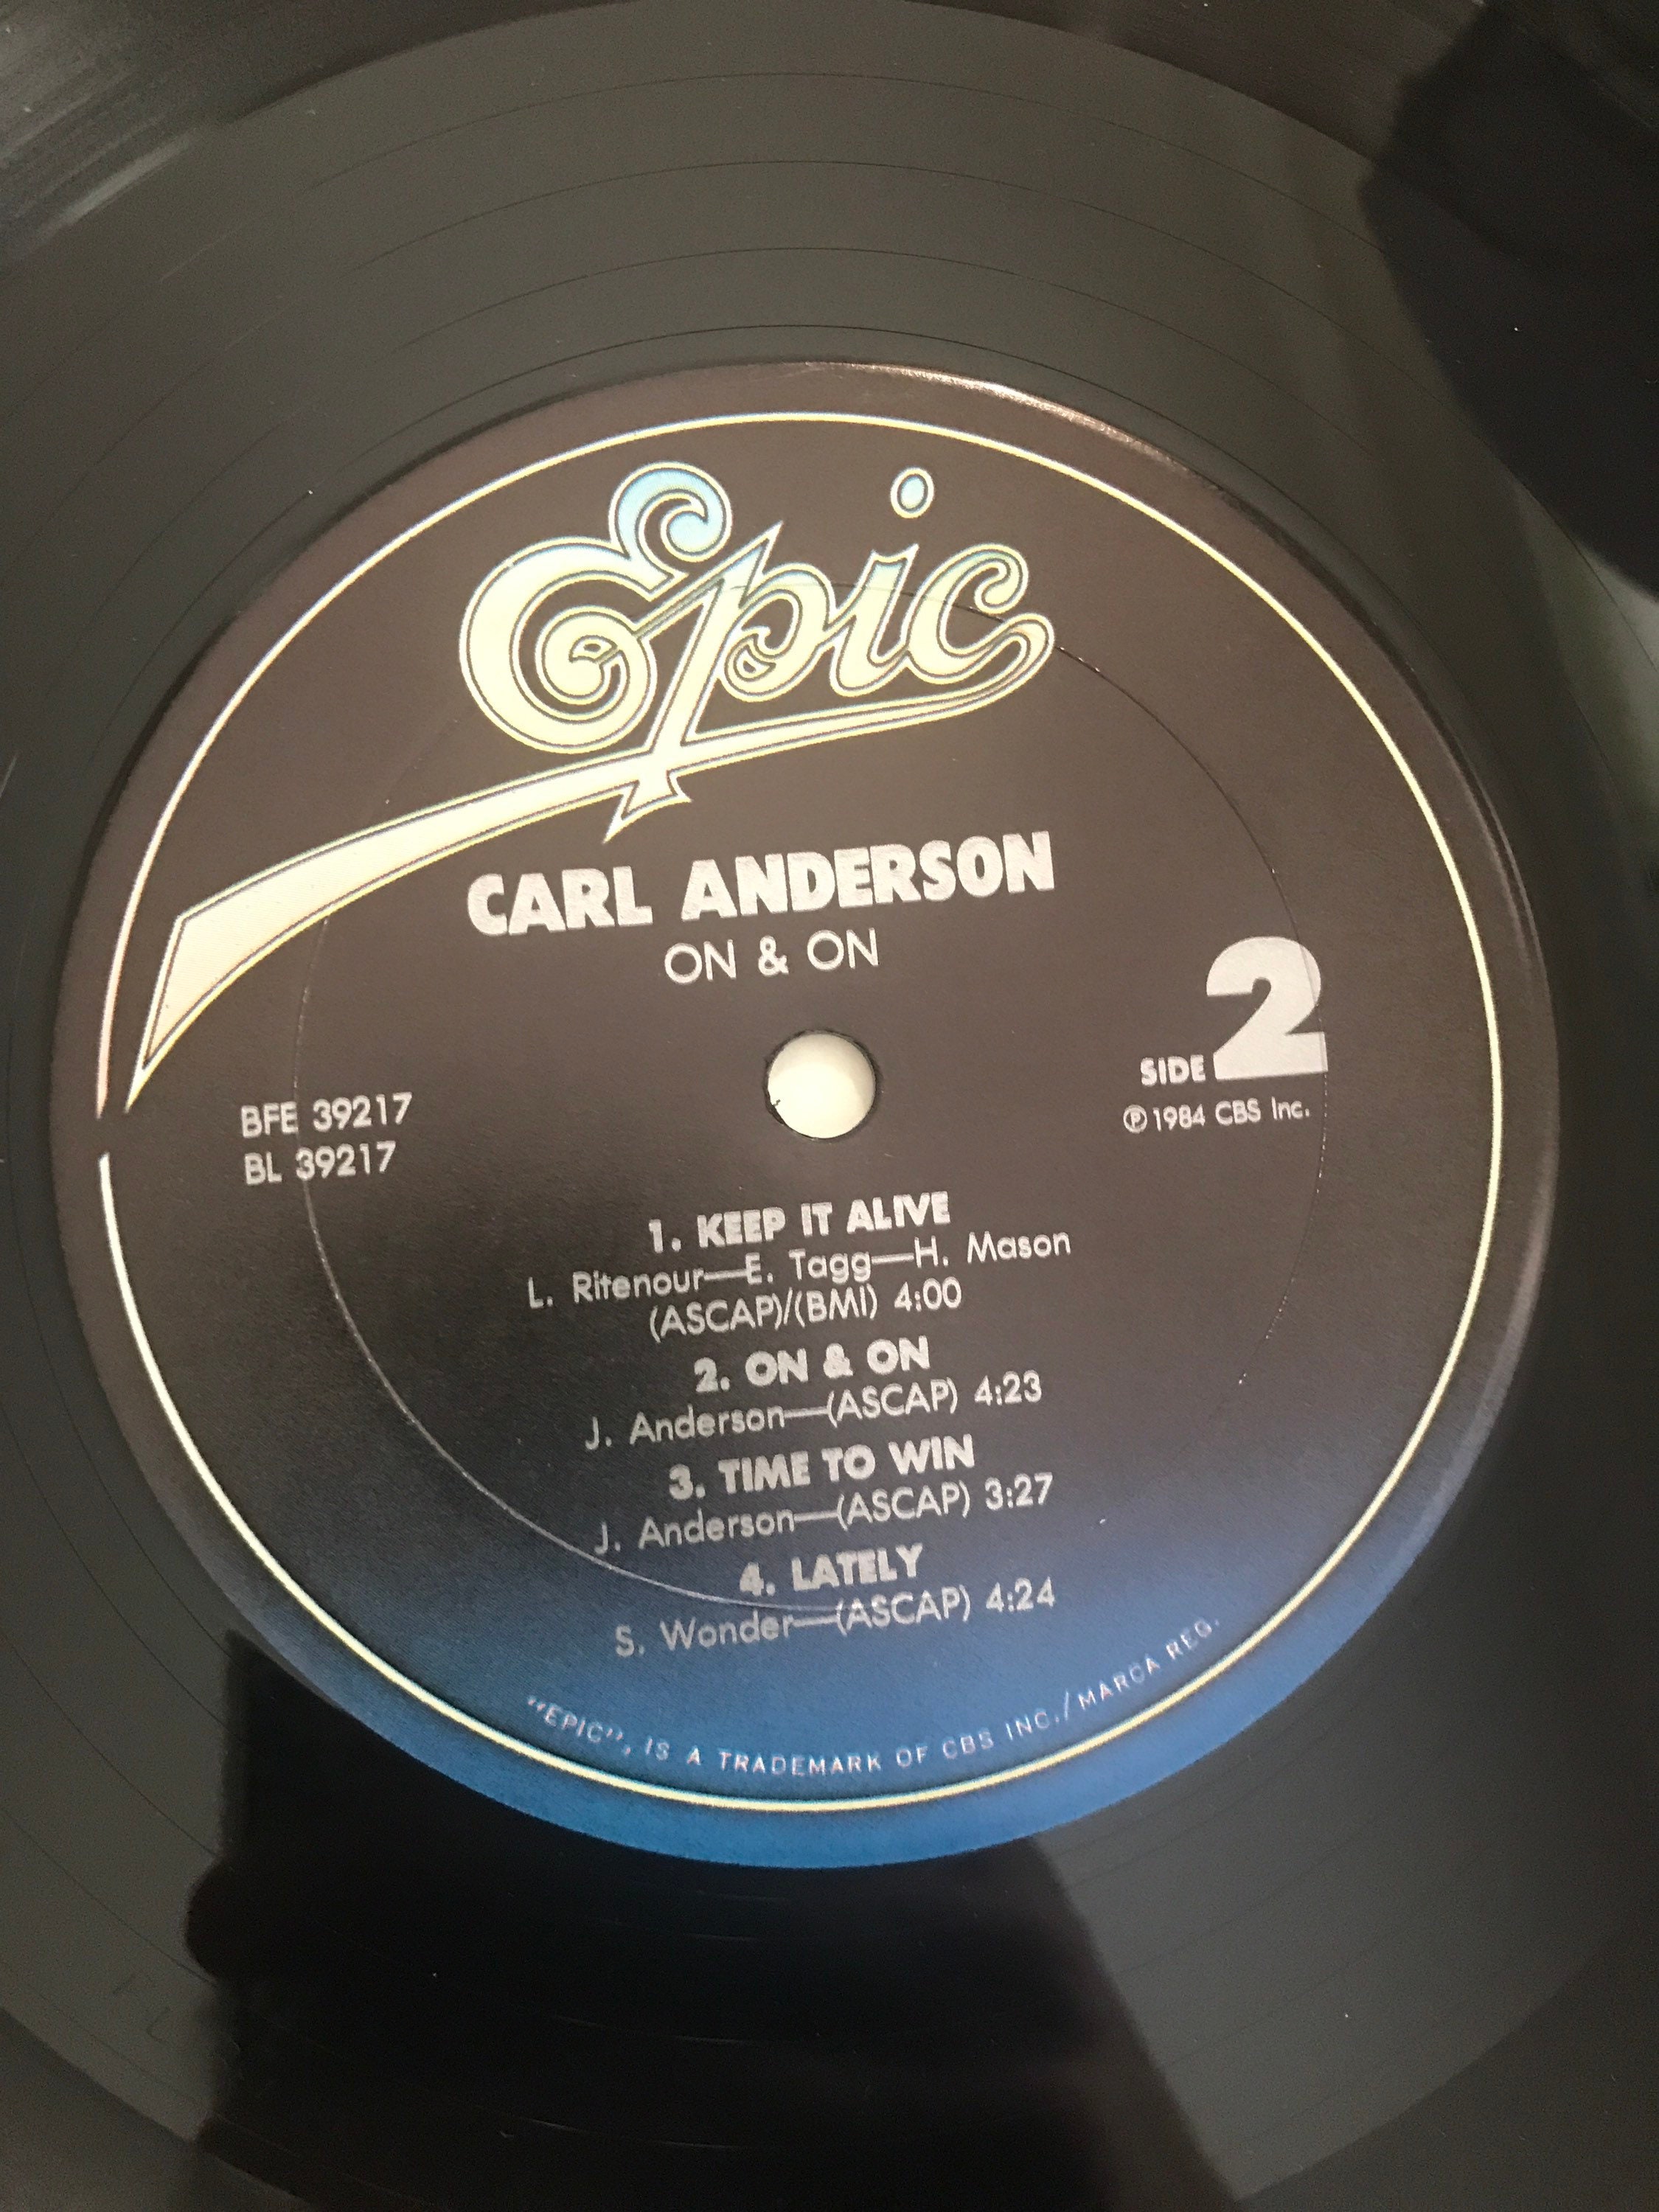 Epic
CARL ANDERSON
ON & ON
SIDE 2
BFE 39217
BL 39217
℗1984 CBS Inc.
1. KEEP IT ALIVE
L. Ritenour—E. Tagg—H. Mason
(ASCAP)/(BMI) 4:00
2. ON & ON
J. Anderson—(ASCAP) 4:23
3. TIME TO WIN
J. Anderson—(ASCAP) 3:27
4. LATELY
S. Wonder—(ASCAP) 4:24
"EPIC", IS A TRADEMARK OF CBS INC./MARCA REG.